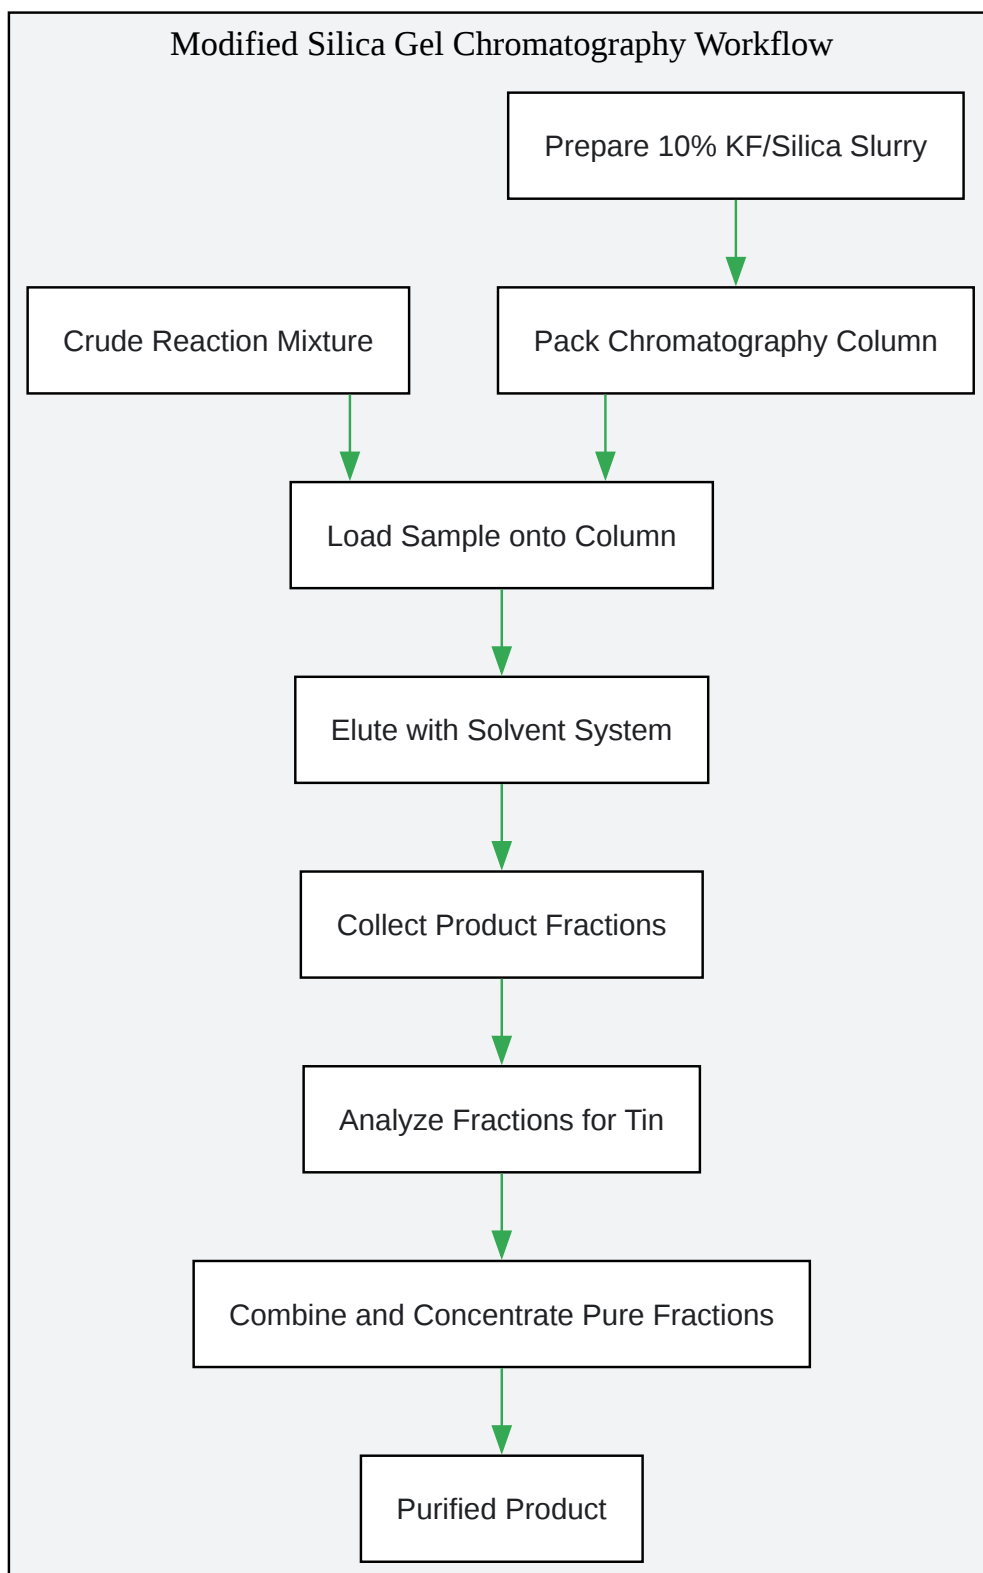 Modified Silica Gel Chromatography Workflow
Prepare 10% KF/Silica Slurry
Crude Reaction Mixture
Pack Chromatography Column
Load Sample onto Column
Elute with Solvent System
Collect Product Fractions
Analyze Fractions for Tin
Combine and Concentrate Pure Fractions
Purified Product